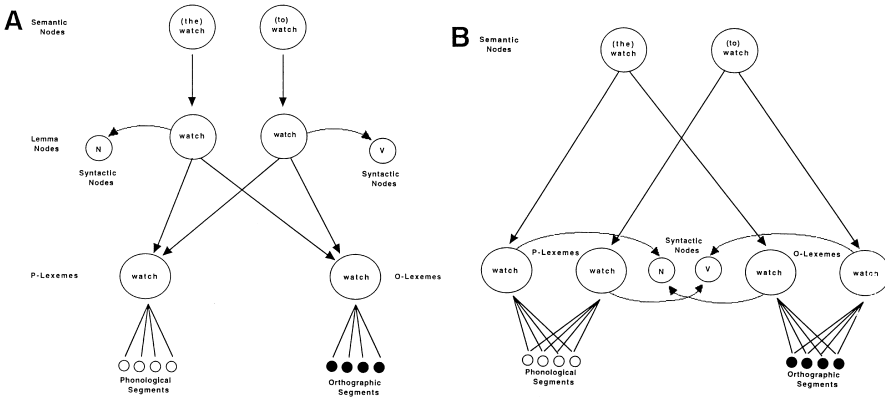 A
Semantic
Nodes
(the)
watch
(to)
watch
Lemma
Nodes
N
Syntactic
Nodes
watch
watch
V
Syntactic
Nodes
P-Lexemes
watch
watch
O-Lexemes
Phonological
Segments
Orthographic
Segments
B
Semantic
Nodes
(the)
watch
(to)
watch
P-Lexemes
Syntactic
Nodes
O-Lexemes
watch
watch
N
V
watch
watch
Phonological
Segments
Orthographic
Segments